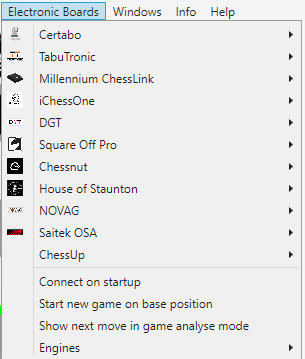 Electronic Boards Windows Info Help
Certabo
TabuTronic
Millennium ChessLink
iChessOne
DGT
Square Off Pro
Chessnut
House of Staunton
NOVAG
Saitek OSA
ChessUp
Connect on startup
Start new game on base position
Show next move in game analyse mode
Engines